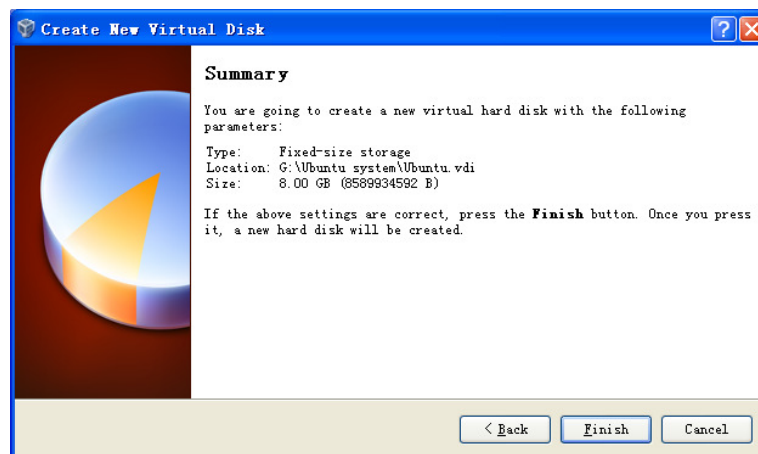 Create New Virtual Disk
Summary
You are going to create a new virtual hard disk with the following
parameters:
Type: Fixed-size storage
Location: G:\Ubuntu system\Ubuntu.vdi
Size: 8.00 GB (8589934592 B)
If the above settings are correct, press the Finish button. Once you press
it, a new hard disk will be created.
< Back Finish Cancel